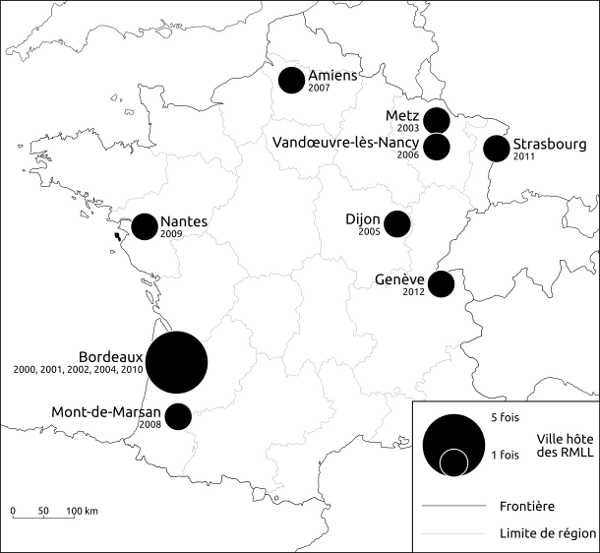 Amiens
2007
Metz
2003
Vandœuvre-lès-Nancy
2006
Strasbourg
2011
Nantes
2009
Dijon
2005
Genève
2012
Bordeaux
2000, 2001, 2002, 2004, 2010
Mont-de-Marsan
2008
5 fois
1 fois
Ville hôte
des RMLL
Frontière
Limite de région
0 50 100 km